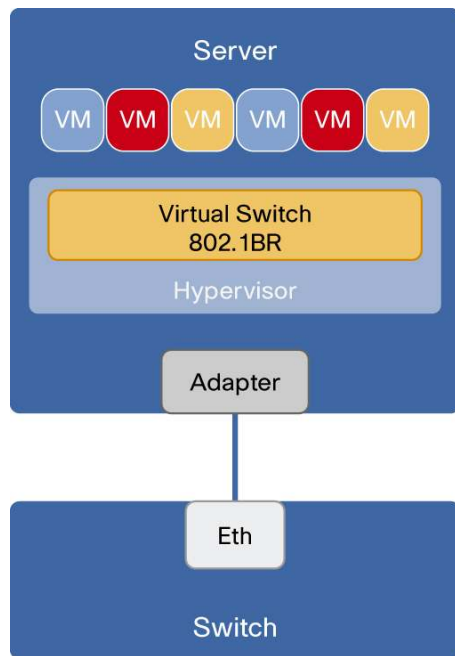 Server
VM VM VM VM VM VM
Virtual Switch
802.1BR
Hypervisor
Adapter
Eth
Switch